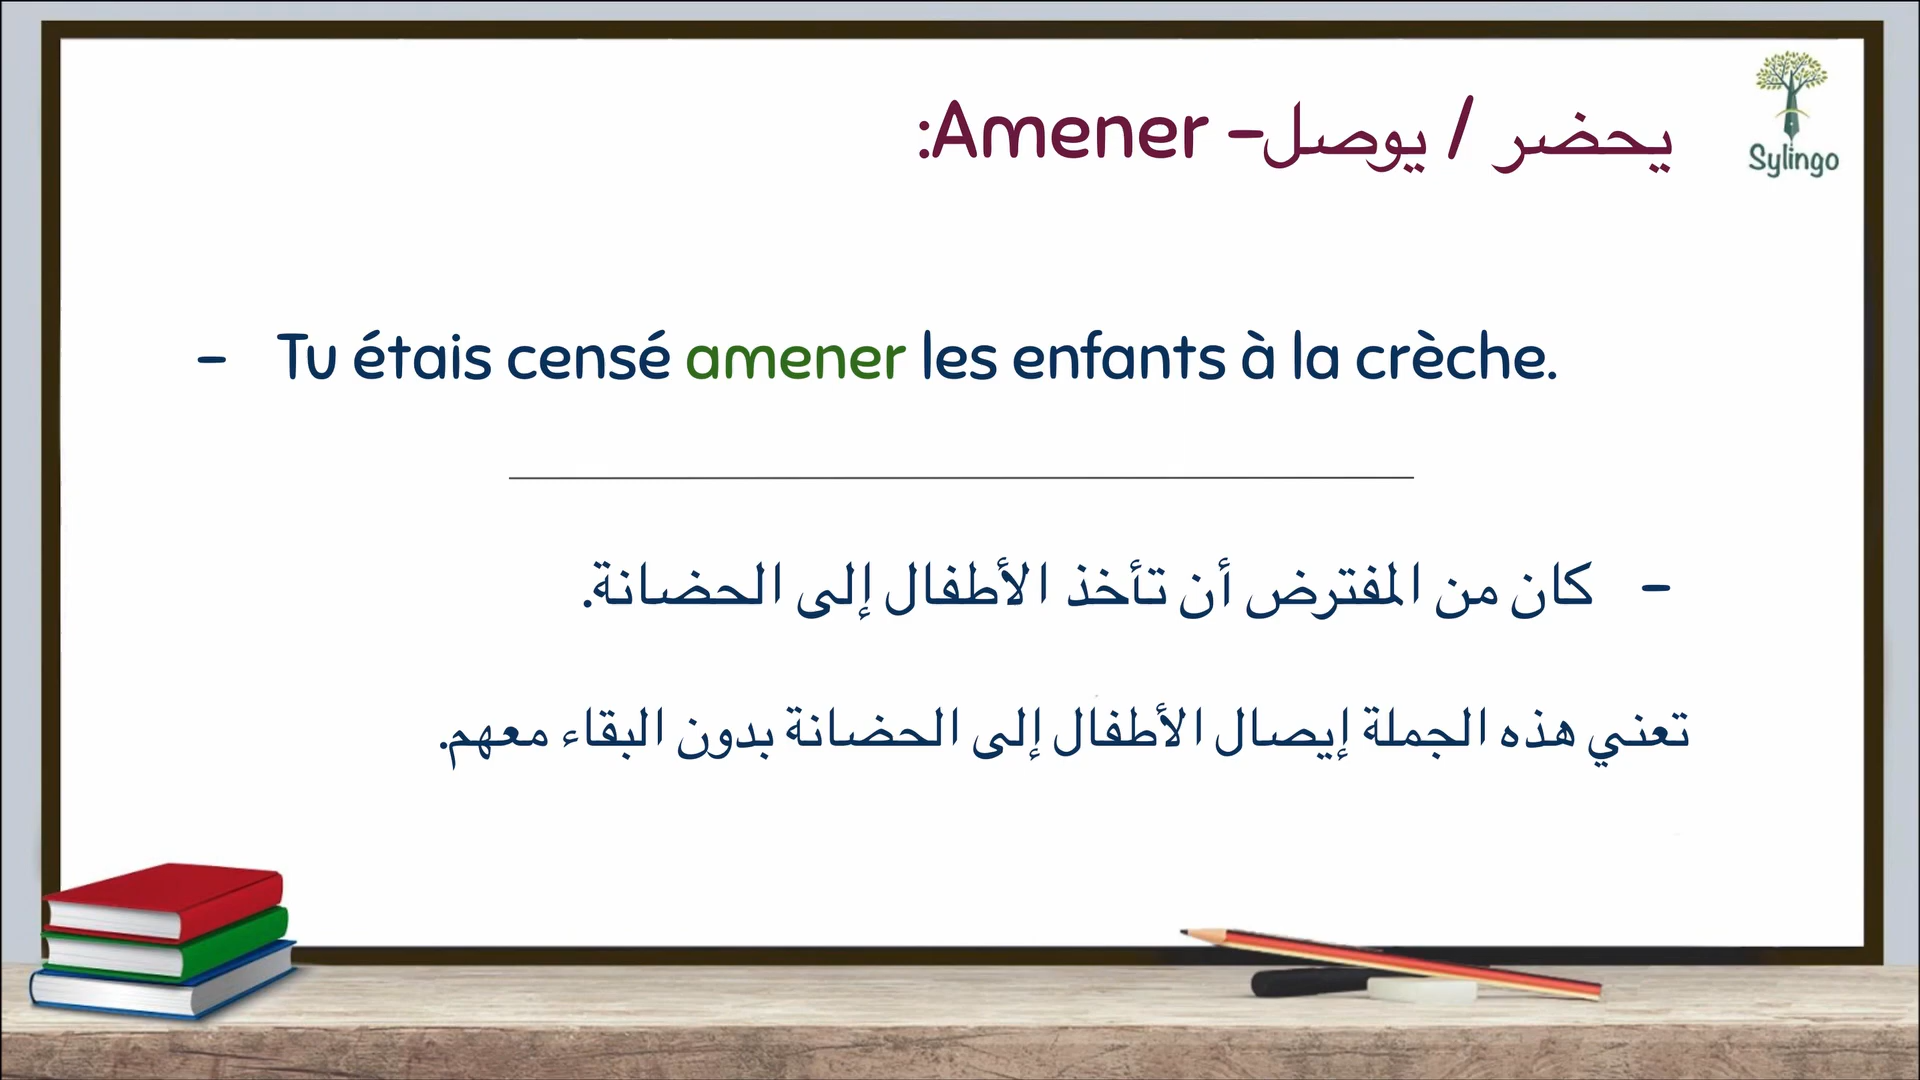 يحضر / يوصل– Amener:
Sylingo
– Tu étais censé amener les enfants à la crèche.
– كان من المفترض أن تأخذ الأطفال إلى الحضانة.
تعني هذه الجملة إيصال الأطفال إلى الحضانة بدون البقاء معهم.